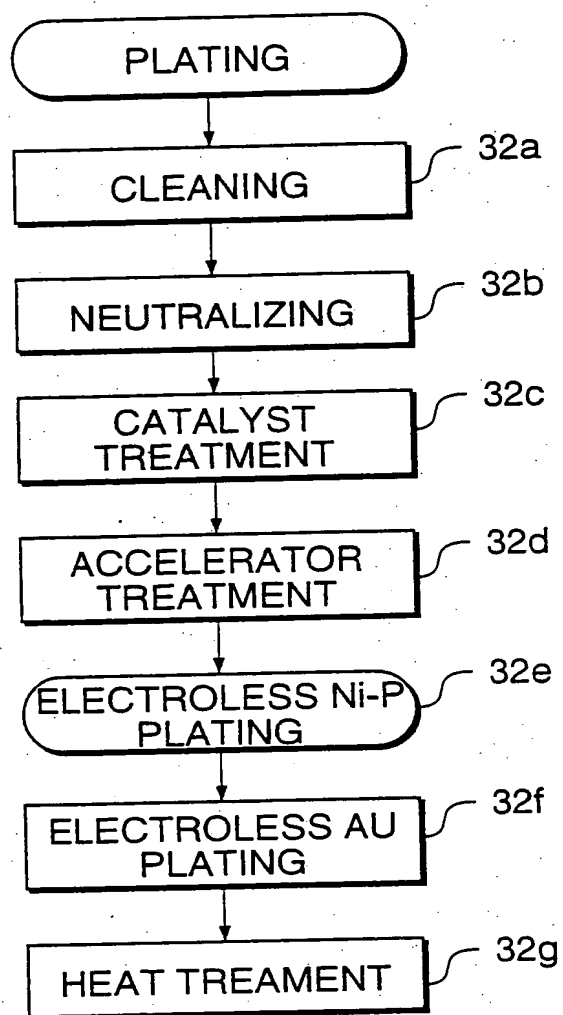 PLATING
CLEANING
32a
NEUTRALIZING
32b
CATALYST
TREATMENT
32c
ACCELERATOR
TREATMENT
32d
ELECTROLESS Ni-P
PLATING
32e
ELECTROLESS AU
PLATING
32f
HEAT TREAMENT
32g